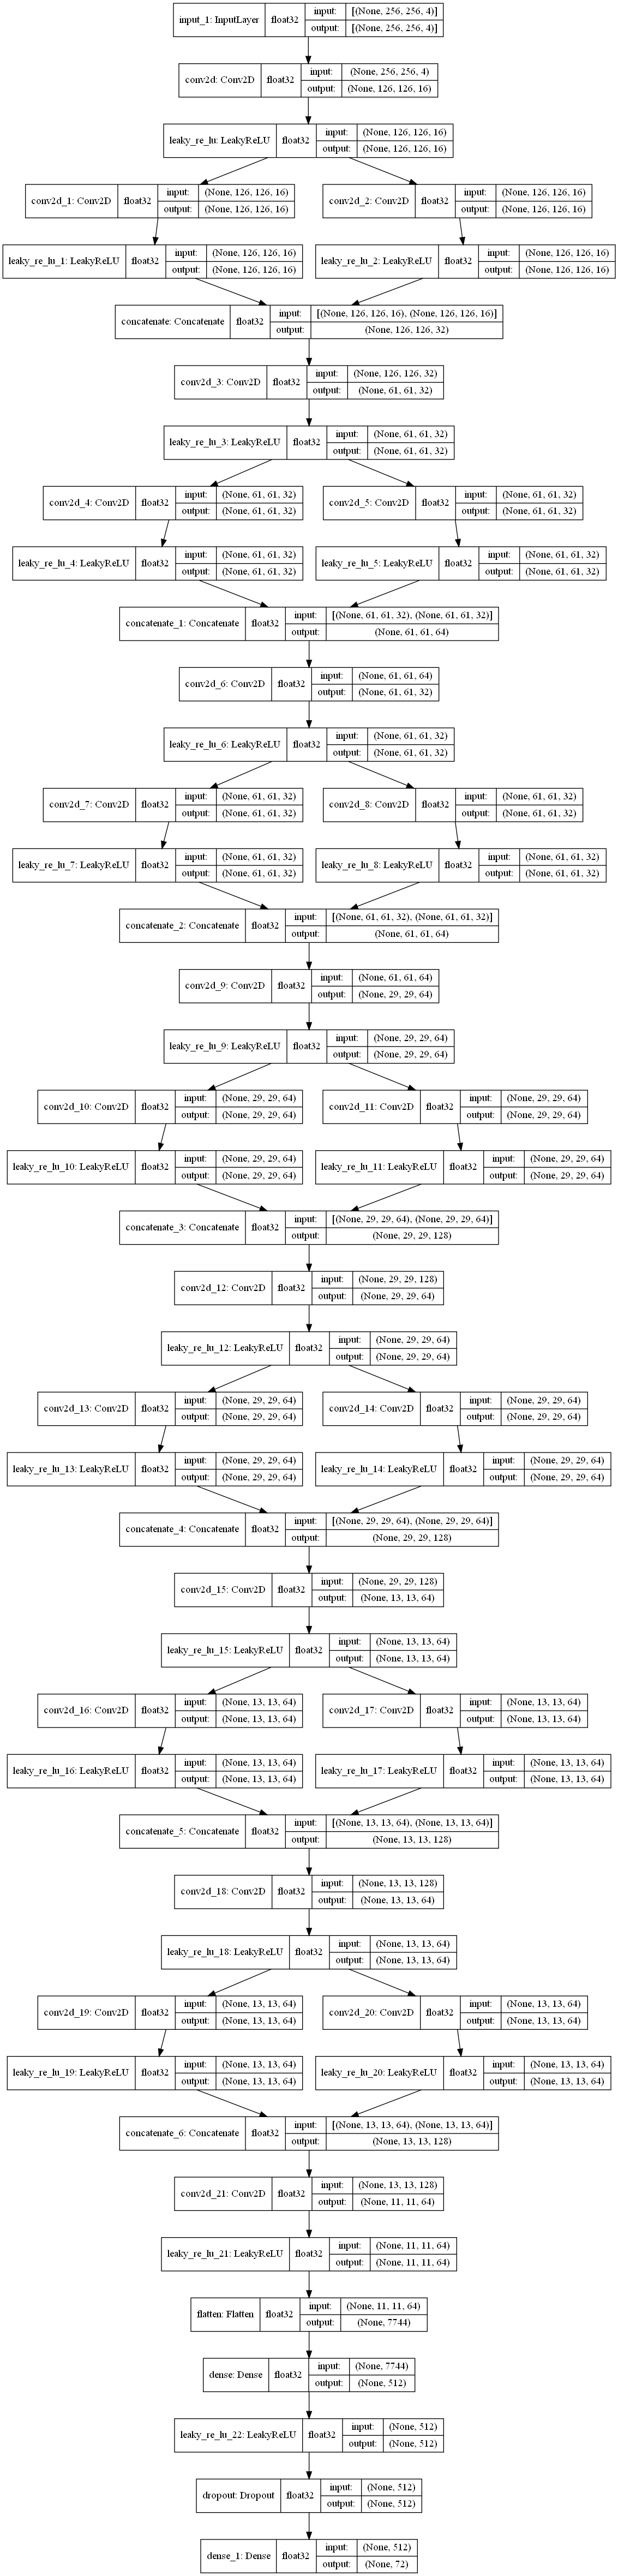 input_1: InputLayer float32 input: [(None, 256, 256, 4)]
output: [(None, 256, 256, 4)]
conv2d: Conv2D float32 input: (None, 256, 256, 4)
output: (None, 126, 126, 16)
leaky_re_lu: LeakyReLU float32 input: (None, 126, 126, 16)
output: (None, 126, 126, 16)
conv2d_1: Conv2D float32 input: (None, 126, 126, 16)
output: (None, 126, 126, 16)
conv2d_2: Conv2D float32 input: (None, 126, 126, 16)
output: (None, 126, 126, 16)
leaky_re_lu_1: LeakyReLU float32 input: (None, 126, 126, 16)
output: (None, 126, 126, 16)
leaky_re_lu_2: LeakyReLU float32 input: (None, 126, 126, 16)
output: (None, 126, 126, 16)
concatenate: Concatenate float32 input: [(None, 126, 126, 16), (None, 126, 126, 16)]
output: (None, 126, 126, 32)
conv2d_3: Conv2D float32 input: (None, 126, 126, 32)
output: (None, 61, 61, 32)
leaky_re_lu_3: LeakyReLU float32 input: (None, 61, 61, 32)
output: (None, 61, 61, 32)
conv2d_4: Conv2D float32 input: (None, 61, 61, 32)
output: (None, 61, 61, 32)
conv2d_5: Conv2D float32 input: (None, 61, 61, 32)
output: (None, 61, 61, 32)
leaky_re_lu_4: LeakyReLU float32 input: (None, 61, 61, 32)
output: (None, 61, 61, 32)
leaky_re_lu_5: LeakyReLU float32 input: (None, 61, 61, 32)
output: (None, 61, 61, 32)
concatenate_1: Concatenate float32 input: [(None, 61, 61, 32), (None, 61, 61, 32)]
output: (None, 61, 61, 64)
conv2d_6: Conv2D float32 input: (None, 61, 61, 64)
output: (None, 61, 61, 32)
leaky_re_lu_6: LeakyReLU float32 input: (None, 61, 61, 32)
output: (None, 61, 61, 32)
conv2d_7: Conv2D float32 input: (None, 61, 61, 32)
output: (None, 61, 61, 32)
conv2d_8: Conv2D float32 input: (None, 61, 61, 32)
output: (None, 61, 61, 32)
leaky_re_lu_7: LeakyReLU float32 input: (None, 61, 61, 32)
output: (None, 61, 61, 32)
leaky_re_lu_8: LeakyReLU float32 input: (None, 61, 61, 32)
output: (None, 61, 61, 32)
concatenate_2: Concatenate float32 input: [(None, 61, 61, 32), (None, 61, 61, 32)]
output: (None, 61, 61, 64)
conv2d_9: Conv2D float32 input: (None, 61, 61, 64)
output: (None, 29, 29, 64)
leaky_re_lu_9: LeakyReLU float32 input: (None, 29, 29, 64)
output: (None, 29, 29, 64)
conv2d_10: Conv2D float32 input: (None, 29, 29, 64)
output: (None, 29, 29, 64)
conv2d_11: Conv2D float32 input: (None, 29, 29, 64)
output: (None, 29, 29, 64)
leaky_re_lu_10: LeakyReLU float32 input: (None, 29, 29, 64)
output: (None, 29, 29, 64)
leaky_re_lu_11: LeakyReLU float32 input: (None, 29, 29, 64)
output: (None, 29, 29, 64)
concatenate_3: Concatenate float32 input: [(None, 29, 29, 64), (None, 29, 29, 64)]
output: (None, 29, 29, 128)
conv2d_12: Conv2D float32 input: (None, 29, 29, 128)
output: (None, 29, 29, 64)
leaky_re_lu_12: LeakyReLU float32 input: (None, 29, 29, 64)
output: (None, 29, 29, 64)
conv2d_13: Conv2D float32 input: (None, 29, 29, 64)
output: (None, 29, 29, 64)
conv2d_14: Conv2D float32 input: (None, 29, 29, 64)
output: (None, 29, 29, 64)
leaky_re_lu_13: LeakyReLU float32 input: (None, 29, 29, 64)
output: (None, 29, 29, 64)
leaky_re_lu_14: LeakyReLU float32 input: (None, 29, 29, 64)
output: (None, 29, 29, 64)
concatenate_4: Concatenate float32 input: [(None, 29, 29, 64), (None, 29, 29, 64)]
output: (None, 29, 29, 128)
conv2d_15: Conv2D float32 input: (None, 29, 29, 128)
output: (None, 13, 13, 64)
leaky_re_lu_15: LeakyReLU float32 input: (None, 13, 13, 64)
output: (None, 13, 13, 64)
conv2d_16: Conv2D float32 input: (None, 13, 13, 64)
output: (None, 13, 13, 64)
conv2d_17: Conv2D float32 input: (None, 13, 13, 64)
output: (None, 13, 13, 64)
leaky_re_lu_16: LeakyReLU float32 input: (None, 13, 13, 64)
output: (None, 13, 13, 64)
leaky_re_lu_17: LeakyReLU float32 input: (None, 13, 13, 64)
output: (None, 13, 13, 64)
concatenate_5: Concatenate float32 input: [(None, 13, 13, 64), (None, 13, 13, 64)]
output: (None, 13, 13, 128)
conv2d_18: Conv2D float32 input: (None, 13, 13, 128)
output: (None, 13, 13, 64)
leaky_re_lu_18: LeakyReLU float32 input: (None, 13, 13, 64)
output: (None, 13, 13, 64)
conv2d_19: Conv2D float32 input: (None, 13, 13, 64)
output: (None, 13, 13, 64)
conv2d_20: Conv2D float32 input: (None, 13, 13, 64)
output: (None, 13, 13, 64)
leaky_re_lu_19: LeakyReLU float32 input: (None, 13, 13, 64)
output: (None, 13, 13, 64)
leaky_re_lu_20: LeakyReLU float32 input: (None, 13, 13, 64)
output: (None, 13, 13, 64)
concatenate_6: Concatenate float32 input: [(None, 13, 13, 64), (None, 13, 13, 64)]
output: (None, 13, 13, 128)
conv2d_21: Conv2D float32 input: (None, 13, 13, 128)
output: (None, 11, 11, 64)
leaky_re_lu_21: LeakyReLU float32 input: (None, 11, 11, 64)
output: (None, 11, 11, 64)
flatten: Flatten float32 input: (None, 11, 11, 64)
output: (None, 7744)
dense: Dense float32 input: (None, 7744)
output: (None, 512)
leaky_re_lu_22: LeakyReLU float32 input: (None, 512)
output: (None, 512)
dropout: Dropout float32 input: (None, 512)
output: (None, 512)
dense_1: Dense float32 input: (None, 512)
output: (None, 72)